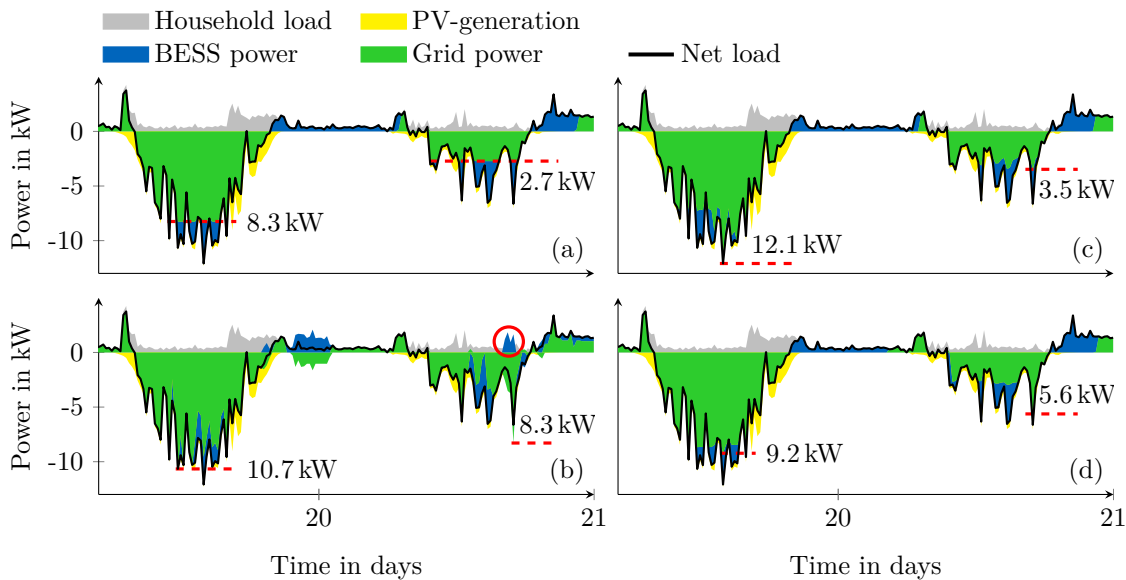 Household load PV-generation
BESS power Grid power Net load
Power in kW
0
-5
-10
2.7 kW
8.3 kW
(a)
3.5 kW
12.1 kW
(c)
Power in kW
0
-5
-10
8.3 kW
10.7 kW
(b)
5.6 kW
9.2 kW
(d)
20 21 20 21
Time in days Time in days